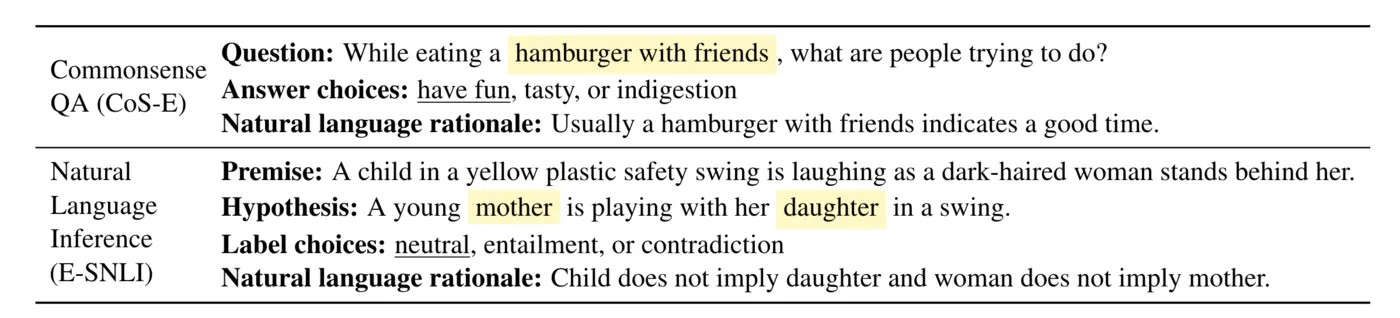 Commonsense
QA (CoS-E)
Question: While eating a hamburger with friends, what are people trying to do?
Answer choices: have fun, tasty, or indigestion
Natural language rationale: Usually a hamburger with friends indicates a good time.
Natural
Language
Inference
(E-SNLI)
Premise: A child in a yellow plastic safety swing is laughing as a dark-haired woman stands behind her.
Hypothesis: A young mother is playing with her daughter in a swing.
Label choices: neutral, entailment, or contradiction
Natural language rationale: Child does not imply daughter and woman does not imply mother.